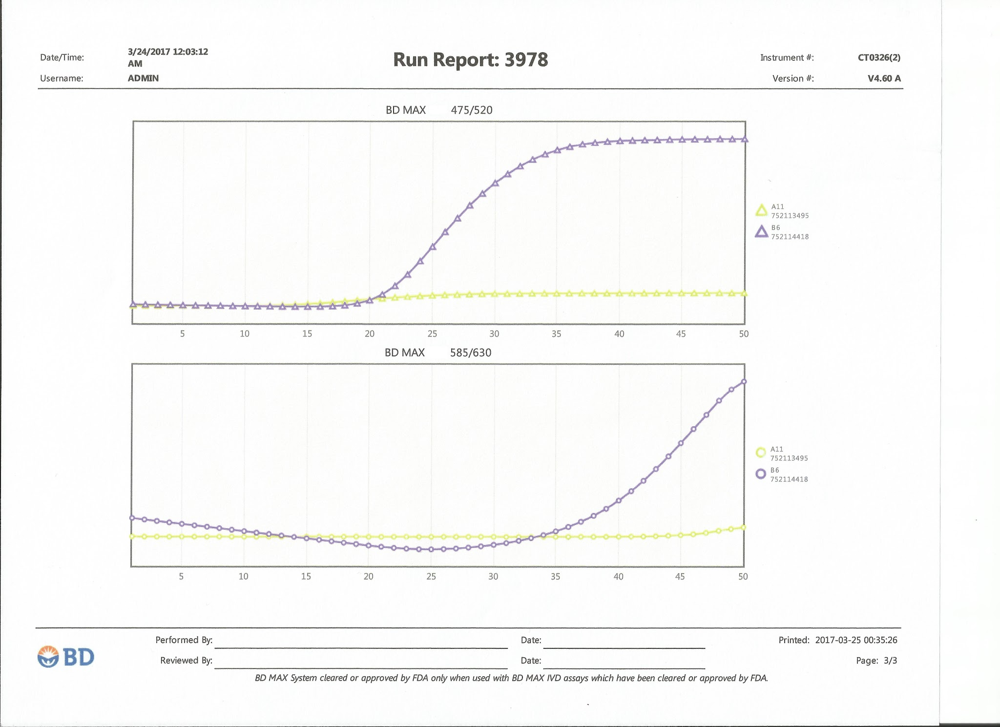 Date/Time: 3/24/2017 12:03:12 AM
Run Report: 3978
Instrument #: CT0326(2)
Username: ADMIN
Version #: V4.60 A
BD MAX 475/520
A11
752113495
B6
752114418
5 10 15 20 25 30 35 40 45 50
BD MAX 585/630
A11
752113495
B6
752114418
5 10 15 20 25 30 35 40 45 50
BD
Performed By: Date: Printed: 2017-03-25 00:35:26
Reviewed By: Date: Page: 3/3
BD MAX System cleared or approved by FDA only when used with BD MAX IVD assays which have been cleared or approved by FDA.